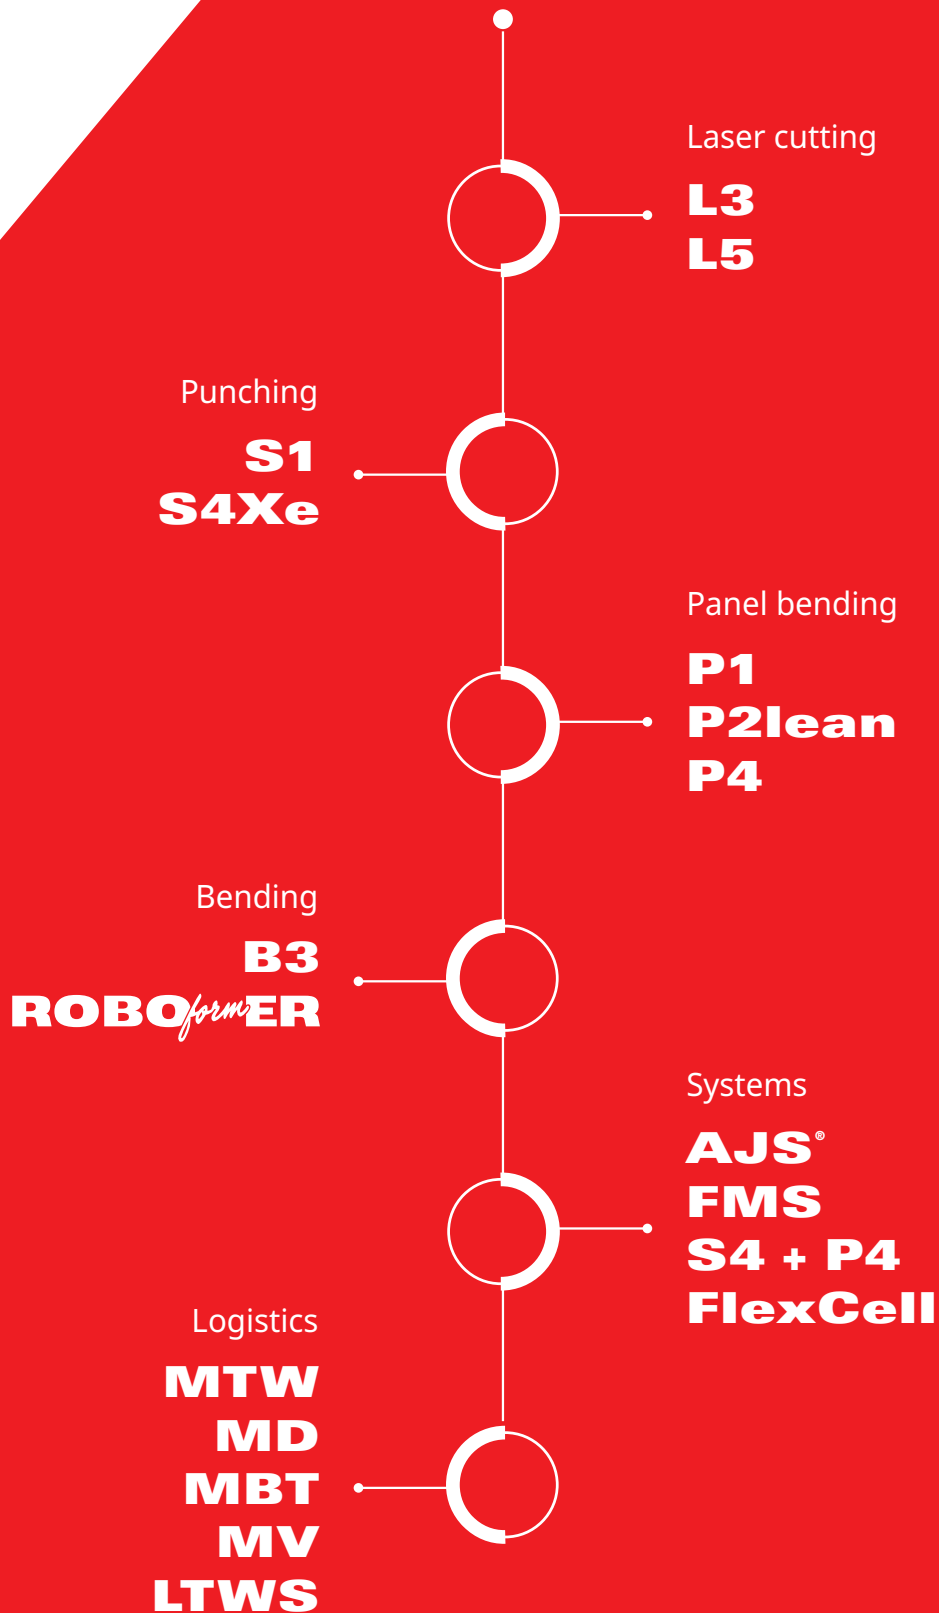 Laser cutting
L3
L5
Punching
S1
S4Xe
Panel bending
P1
P2lean
P4
Bending
B3
ROBOformER
Systems
AJS®
FMS
S4 + P4
FlexCell
Logistics
MTW
MD
MBT
MV
LTWS